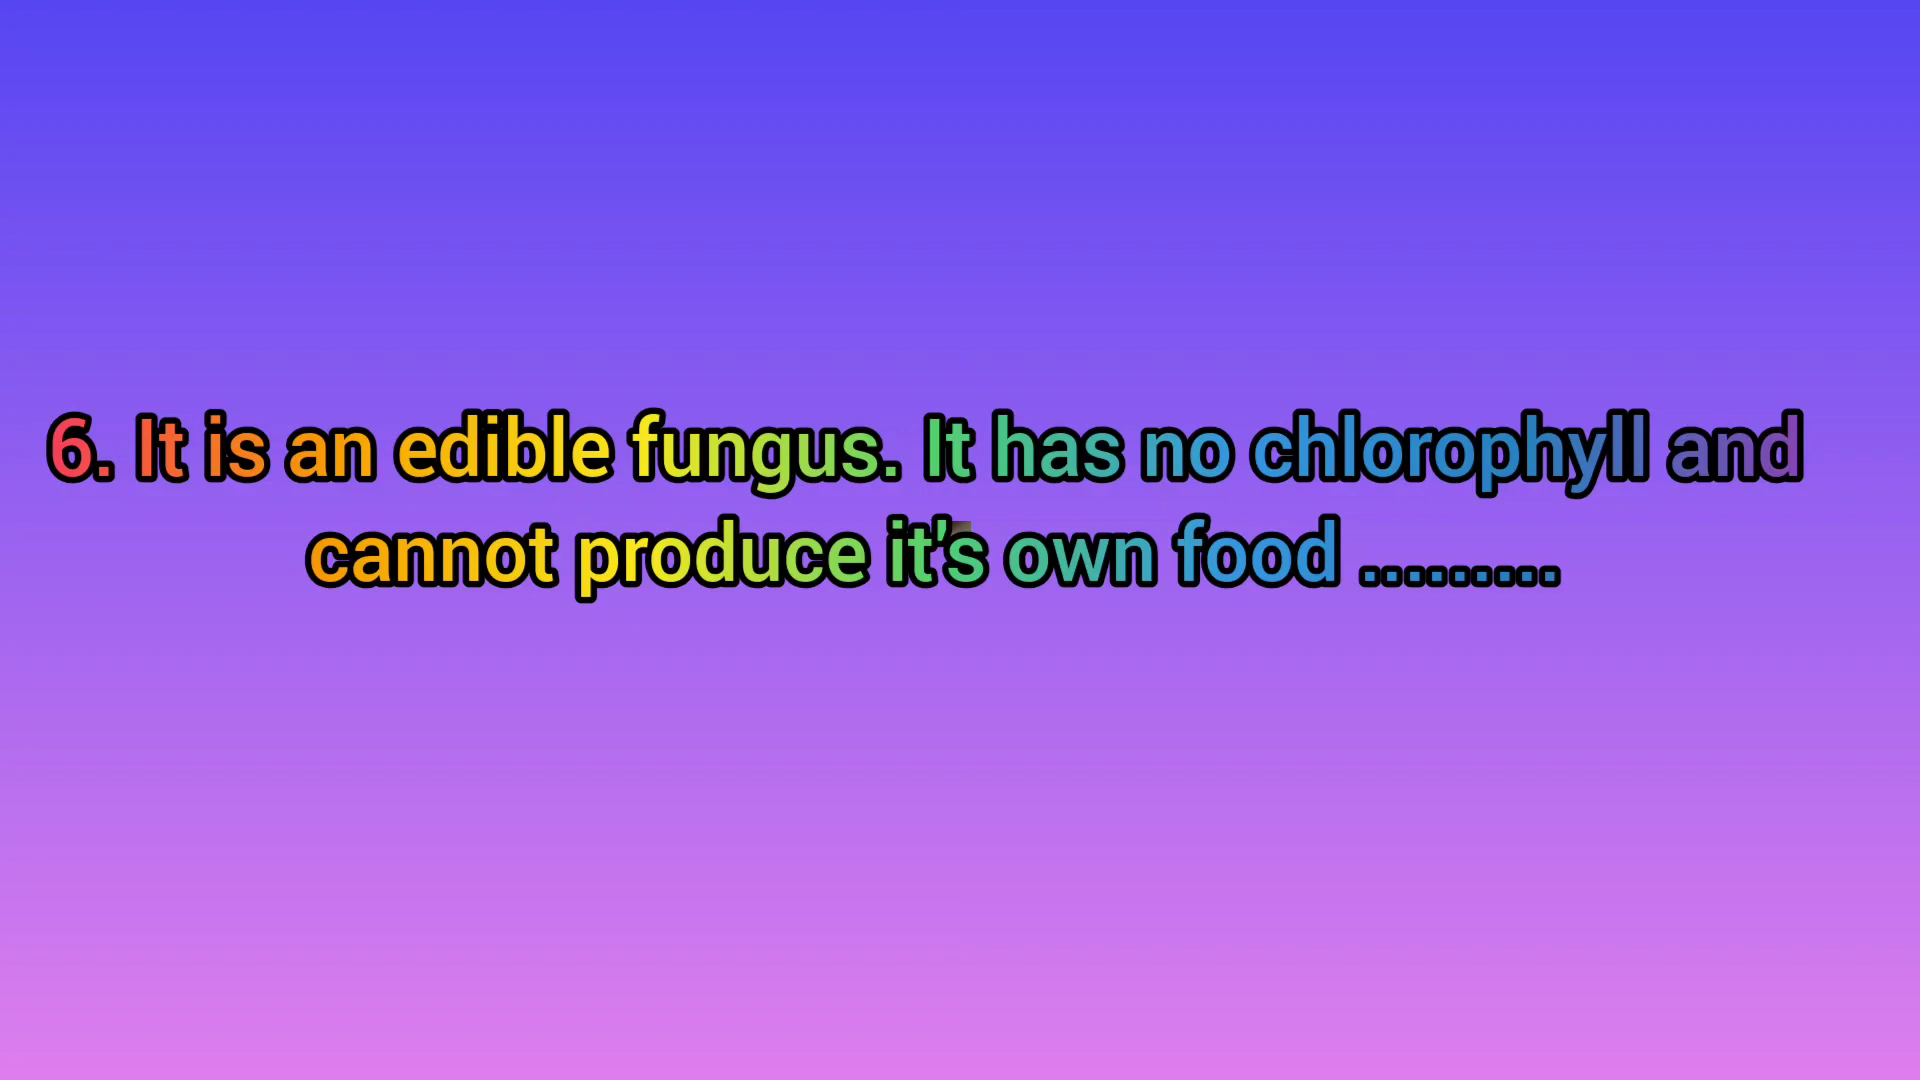 6. It is an edible fungus. It has no chlorophyll and
cannot produce it's own food .........